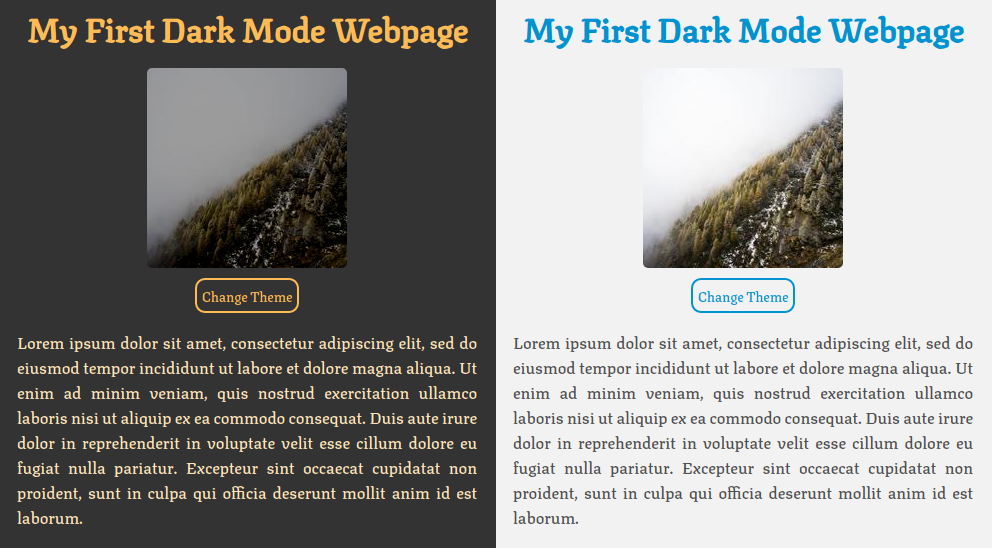 My First Dark Mode Webpage
Change Theme
Lorem ipsum dolor sit amet, consectetur adipiscing elit, sed do
eiusmod tempor incididunt ut labore et dolore magna aliqua. Ut
enim ad minim veniam, quis nostrud exercitation ullamco
laboris nisi ut aliquip ex ea commodo consequat. Duis aute irure
dolor in reprehenderit in voluptate velit esse cillum dolore eu
fugiat nulla pariatur. Excepteur sint occaecat cupidatat non
proident, sunt in culpa qui officia deserunt mollit anim id est
laborum.
My First Dark Mode Webpage
Change Theme
Lorem ipsum dolor sit amet, consectetur adipiscing elit, sed do
eiusmod tempor incididunt ut labore et dolore magna aliqua. Ut
enim ad minim veniam, quis nostrud exercitation ullamco
laboris nisi ut aliquip ex ea commodo consequat. Duis aute irure
dolor in reprehenderit in voluptate velit esse cillum dolore eu
fugiat nulla pariatur. Excepteur sint occaecat cupidatat non
proident, sunt in culpa qui officia deserunt mollit anim id est
laborum.